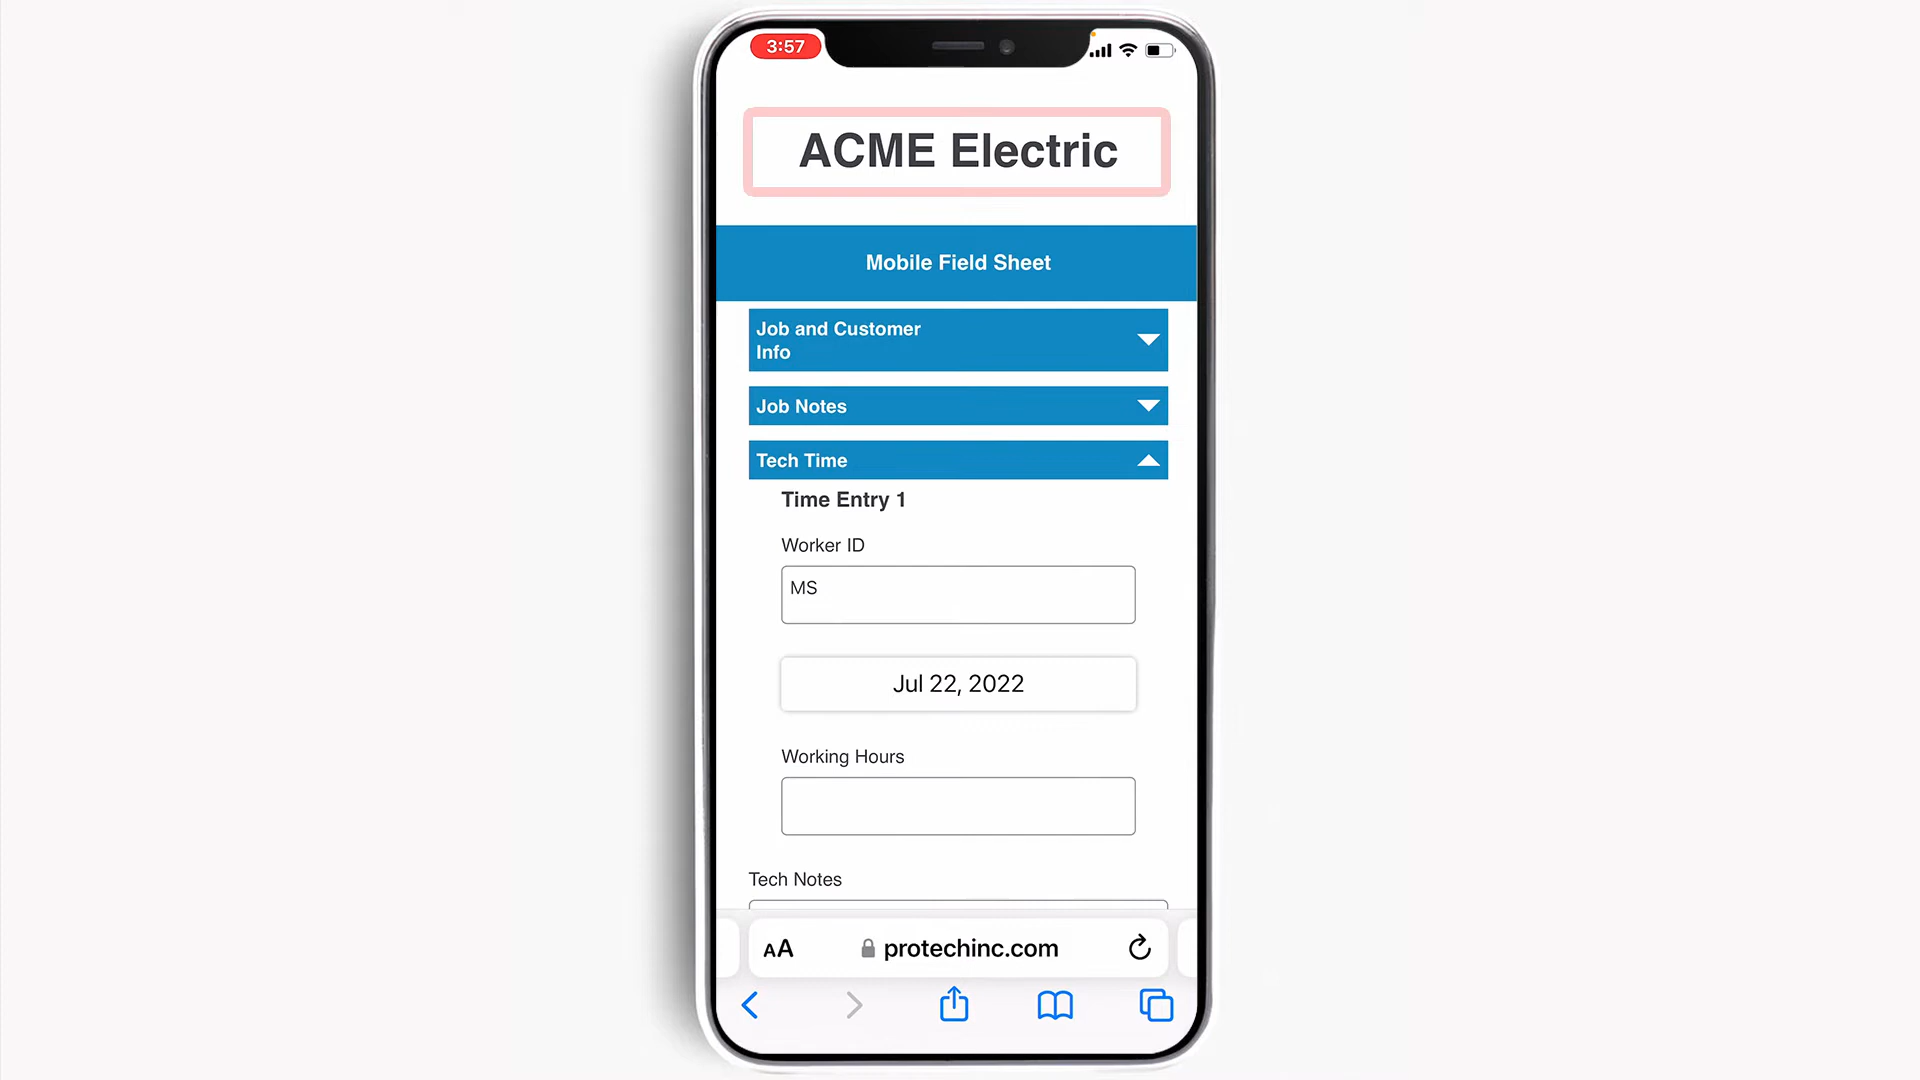 3:57
ACME Electric
Mobile Field Sheet
Job and Customer
Info
Job Notes
Tech Time
Time Entry 1
Worker ID
MS
Jul 22, 2022
Working Hours
Tech Notes
AA
protechinc.com